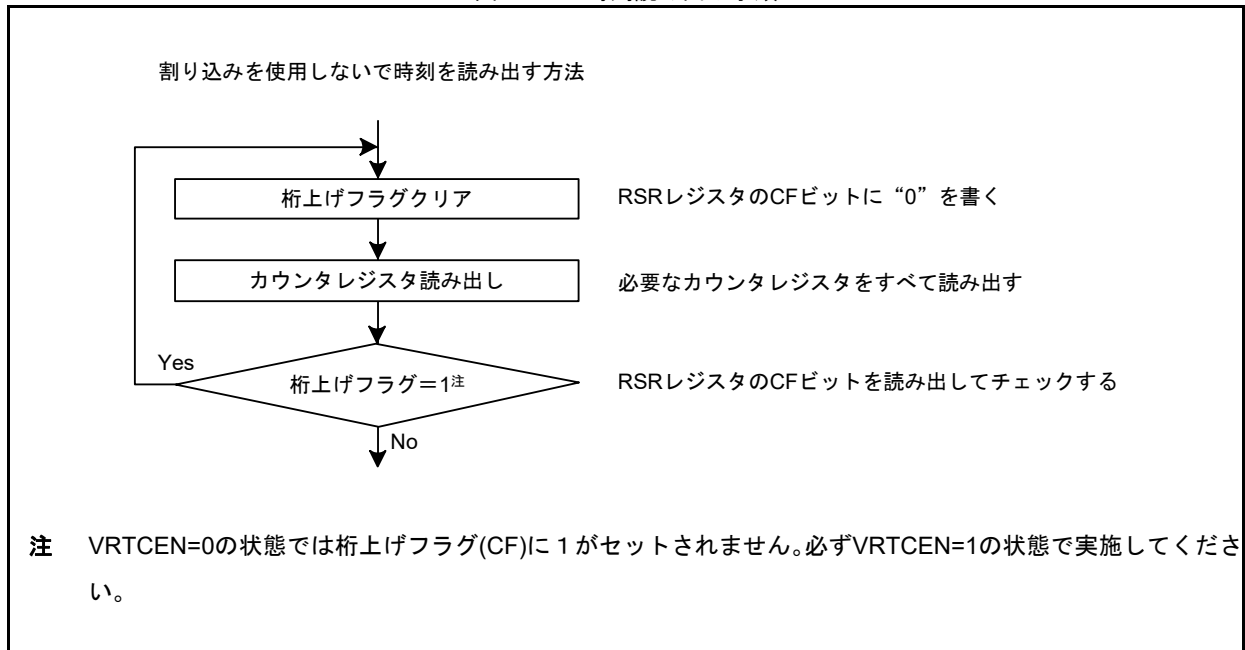 割り込みを使用しないで時刻を読み出す方法
桁上げフラグクリア
RSRレジスタのCFビットに“0”を書く
カウンタレジスタ読み出し
必要なカウンタレジスタをすべて読み出す
Yes
桁上げフラグ＝1注
RSRレジスタのCFビットを読み出してチェックする
No
注 VRTCEN=0の状態では桁上げフラグ(CF)に１がセットされません。必ずVRTCEN=1の状態で実施してくださ
い。